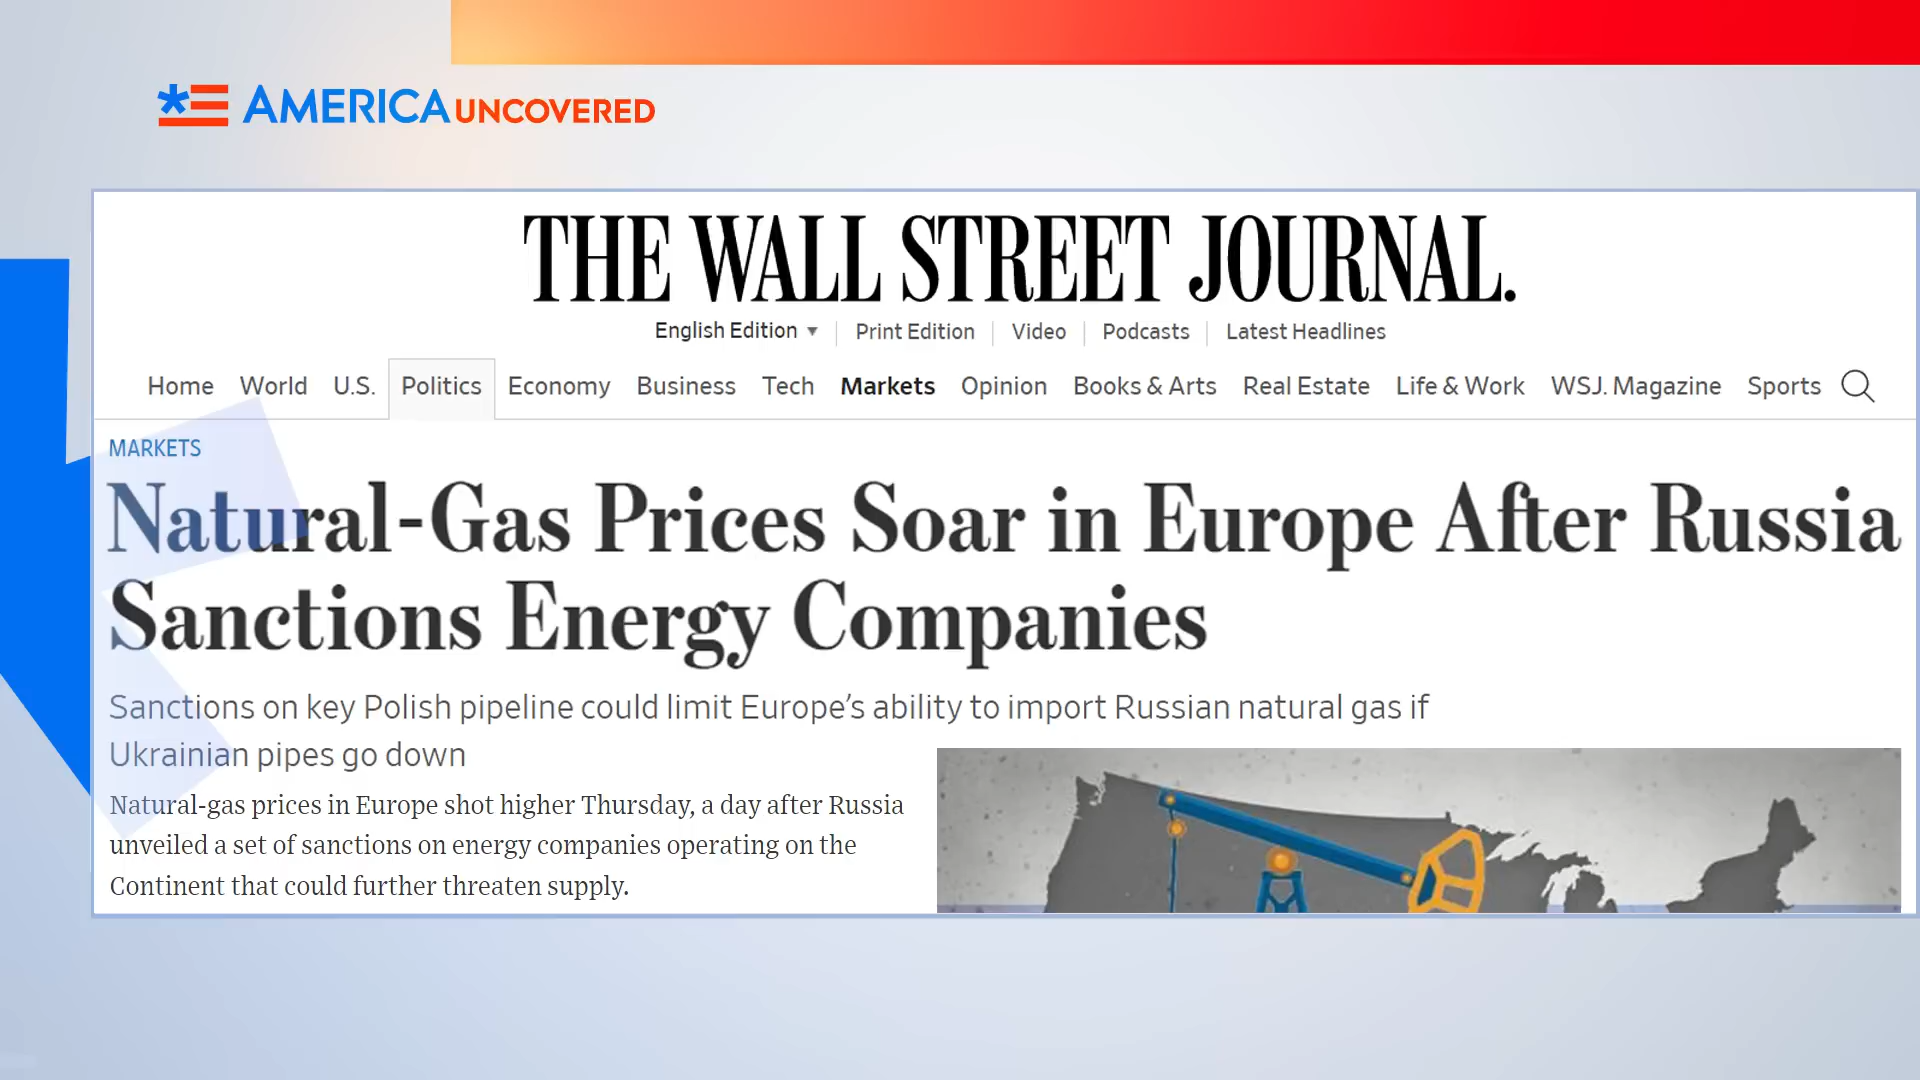 AMERICA UNCOVERED
THE WALL STREET JOURNAL.
English Edition ▼ | Print Edition | Video | Podcasts | Latest Headlines
Home World U.S. Politics Economy Business Tech Markets Opinion Books & Arts Real Estate Life & Work WSJ. Magazine Sports
MARKETS
Natural-Gas Prices Soar in Europe After Russia
Sanctions Energy Companies
Sanctions on key Polish pipeline could limit Europe’s ability to import Russian natural gas if
Ukrainian pipes go down
Natural-gas prices in Europe shot higher Thursday, a day after Russia
unveiled a set of sanctions on energy companies operating on the
Continent that could further threaten supply.